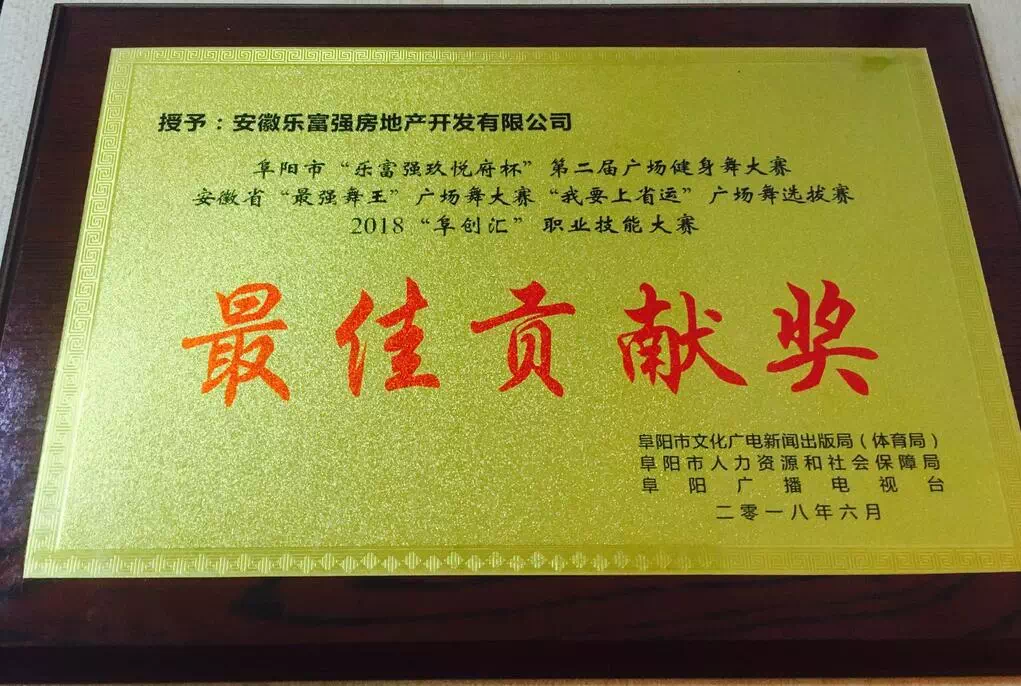 授予：安徽乐富强房地产开发有限公司
阜阳市“乐富强玖悦府杯”第二届广场健身舞大赛
安徽省“最强舞王”广场舞大赛“我要上省运”广场舞选拔赛
2018“阜创汇”职业技能大赛
最佳贡献奖
阜阳市文化广电新闻出版局（体育局）
阜阳市人力资源和社会保障局
阜阳广播电视台
二零一八年六月